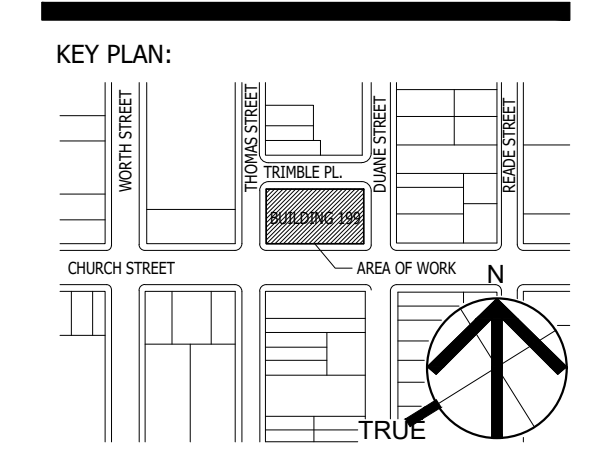 KEY PLAN:
WORTH STREET
THOMAS STREET
DUANE STREET
READE STREET
TRIMBLE PL.
BUILDING 199
CHURCH STREET
AREA OF WORK
N
TRUE